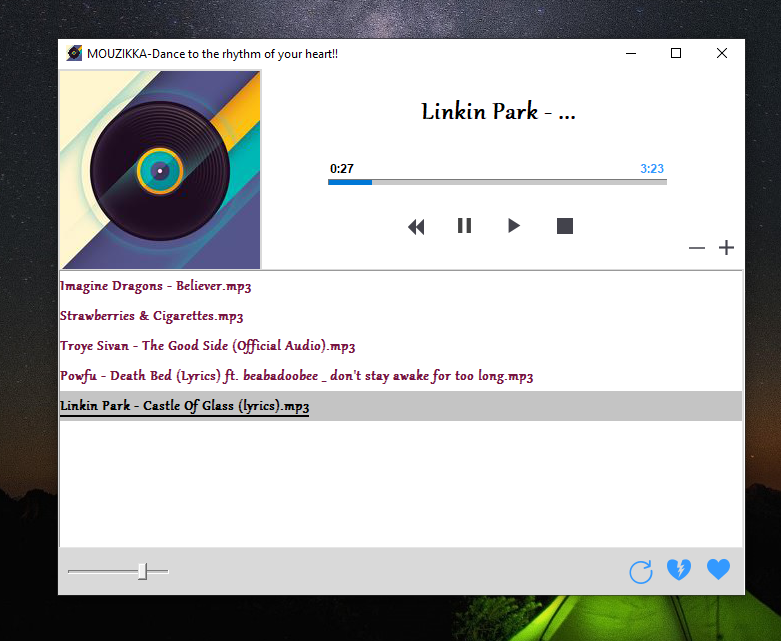 MOUZIKKA-Dance to the rhythm of your heart!!
Linkin Park - ...
0:27 3:23
Imagine Dragons - Believer.mp3
Strawberries & Cigarettes.mp3
Troye Sivan - The Good Side (Official Audio).mp3
Powfu - Death Bed (Lyrics) ft. beabadoobee _ don't stay awake for too long.mp3
Linkin Park - Castle Of Glass (lyrics).mp3